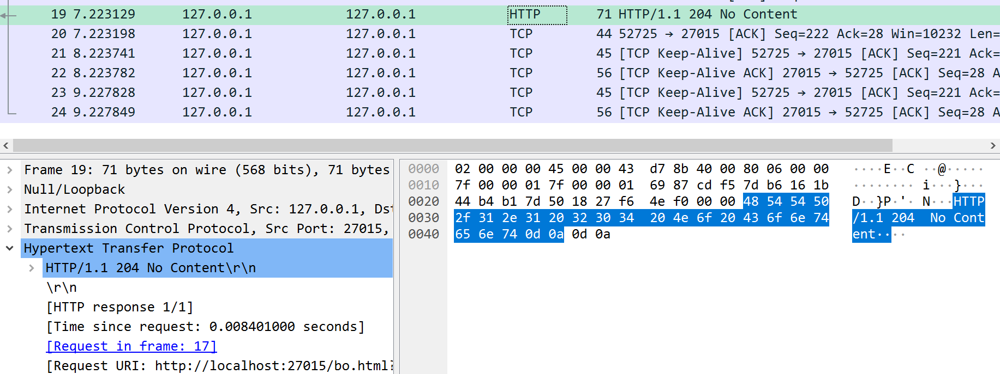 19 7.223129 127.0.0.1 127.0.0.1 HTTP 71 HTTP/1.1 204 No Content
20 7.223198 127.0.0.1 127.0.0.1 TCP 44 52725 → 27015 [ACK] Seq=222 Ack=28 Win=10232 Len=
21 8.223741 127.0.0.1 127.0.0.1 TCP 45 [TCP Keep-Alive] 52725 → 27015 [ACK] Seq=221 Ack=
22 8.223782 127.0.0.1 127.0.0.1 TCP 56 [TCP Keep-Alive ACK] 27015 → 52725 [ACK] Seq=28 A
23 9.227828 127.0.0.1 127.0.0.1 TCP 45 [TCP Keep-Alive] 52725 → 27015 [ACK] Seq=221 Ack=
24 9.227849 127.0.0.1 127.0.0.1 TCP 56 [TCP Keep-Alive ACK] 27015 → 52725 [ACK] Seq=28 A
Frame 19: 71 bytes on wire (568 bits), 71 bytes
Null/Loopback
Internet Protocol Version 4, Src: 127.0.0.1, Dst
Transmission Control Protocol, Src Port: 27015,
Hypertext Transfer Protocol
HTTP/1.1 204 No Content\r\n
\r\n
[HTTP response 1/1]
[Time since request: 0.008401000 seconds]
[Request in frame: 17]
[Request URI: http://localhost:27015/bo.html?
0000 02 00 00 00 45 00 00 43 d7 8b 40 00 80 06 00 00 ····E··C ··@·····
0010 7f 00 00 01 7f 00 00 01 69 87 cd f5 7d b6 16 1b ········ i···}···
0020 44 b4 b1 7d 50 18 27 f6 4e f0 00 00 48 54 54 50 D··}P·'· N···HTTP
0030 2f 31 2e 31 20 32 30 34 20 4e 6f 20 43 6f 6e 74 /1.1 204 No Cont
0040 65 6e 74 0d 0a 0d 0a ent····